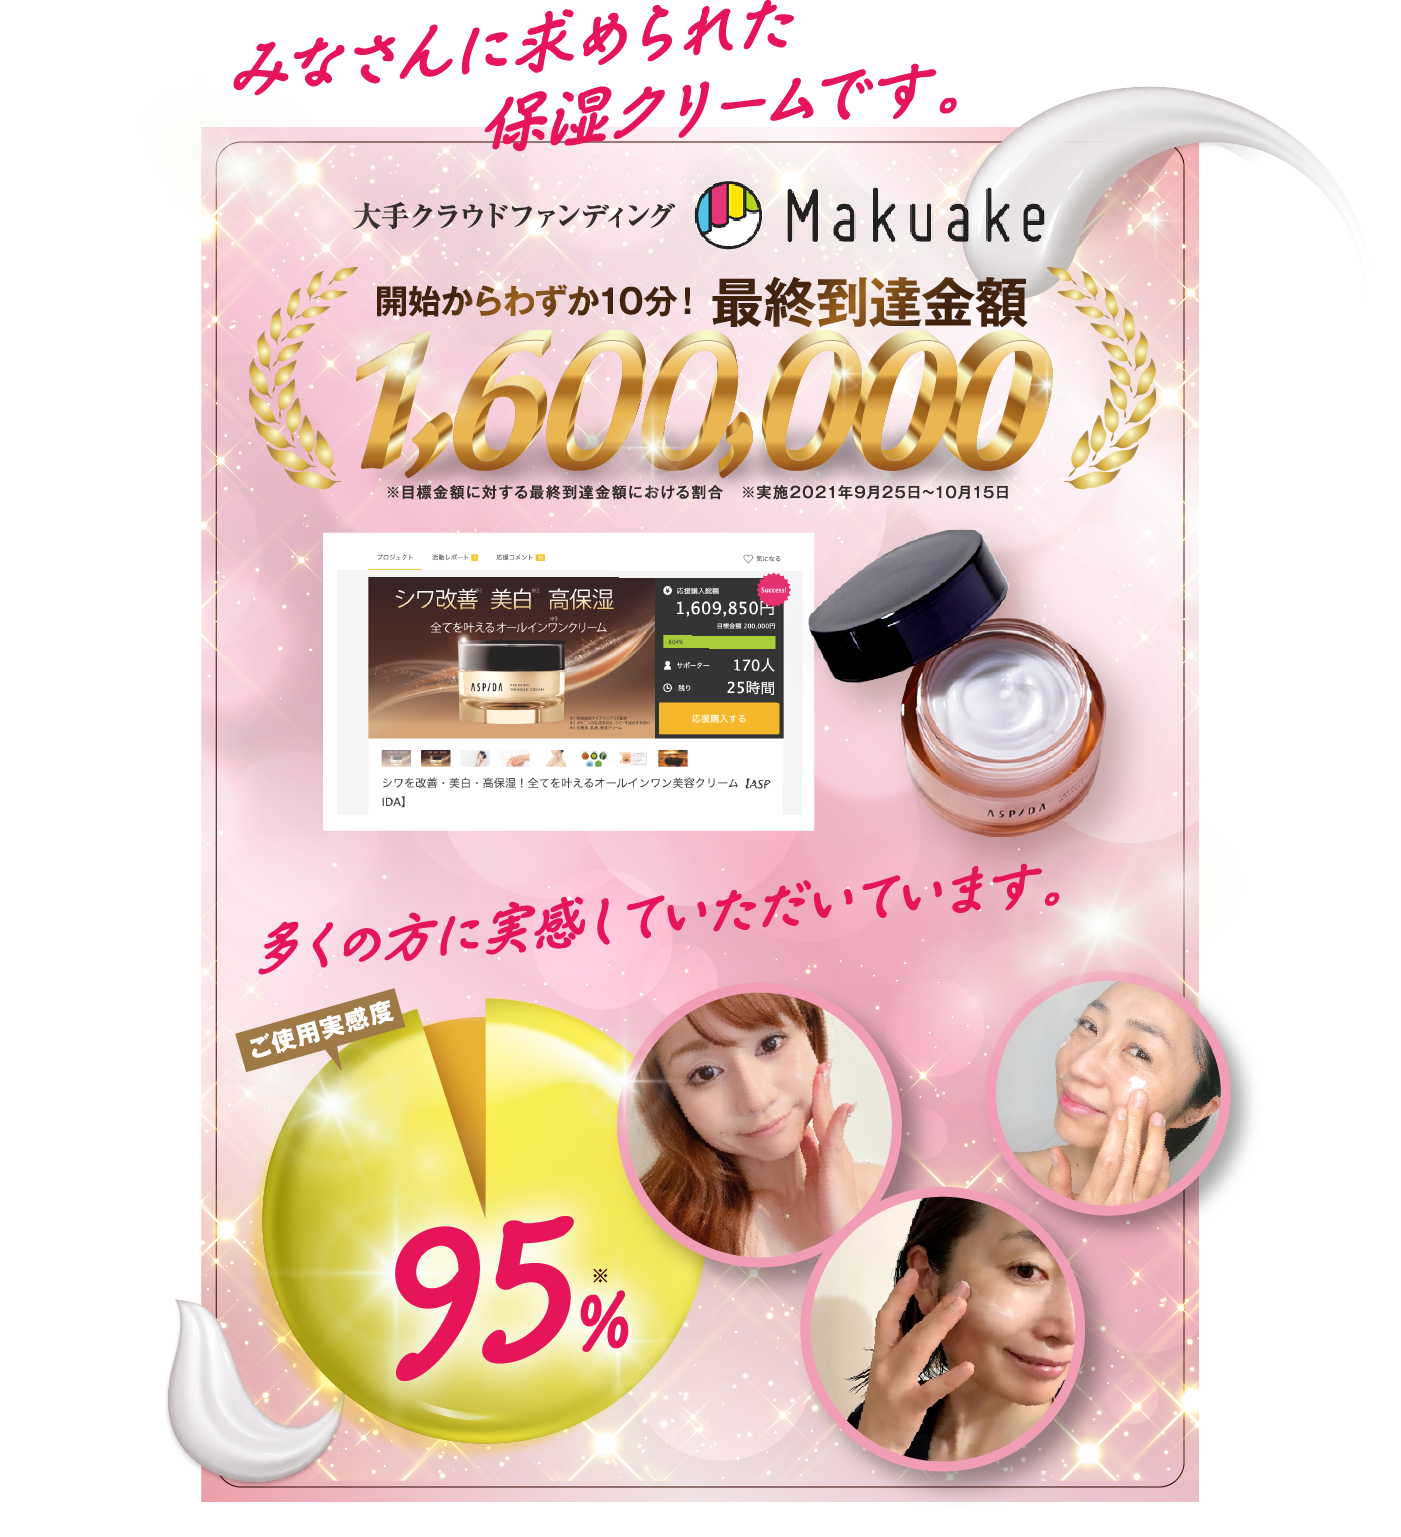 みなさんに求められた
保湿クリームです。
大手クラウドファンディング Makuake
開始からわずか10分！ 最終到達金額
1,600,000
※目標金額に対する最終到達金額における割合　※実施2021年9月25日~10月15日
プロジェクト 活動レポート 応援コメント 気になる
シワ改善※1 美白※2 高保湿
※3
全てを叶えるオールインワンクリーム
ASPIDA
WRINKLE CREAM
Success!
応援購入総額
1,609,850円
目標金額 200,000円
804%
サポーター 170人
残り 25時間
応援購入する
シワを改善・美白・高保湿！全てを叶えるオールインワン美容クリーム【ASP
IDA】
ASPIDA
多くの方に実感していただいています。
ご使用実感度
95%※